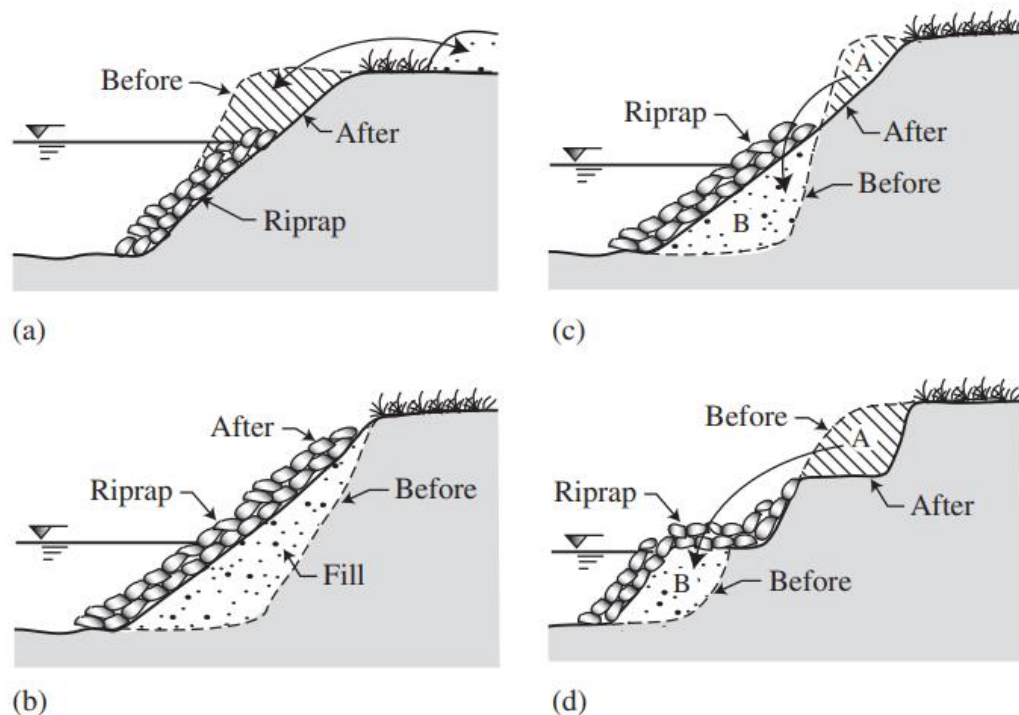 Before
After
Riprap
(a)
A
Riprap
After
Before
B
(c)
After
Riprap
Before
Fill
(b)
Before
A
Riprap
After
B
Before
(d)